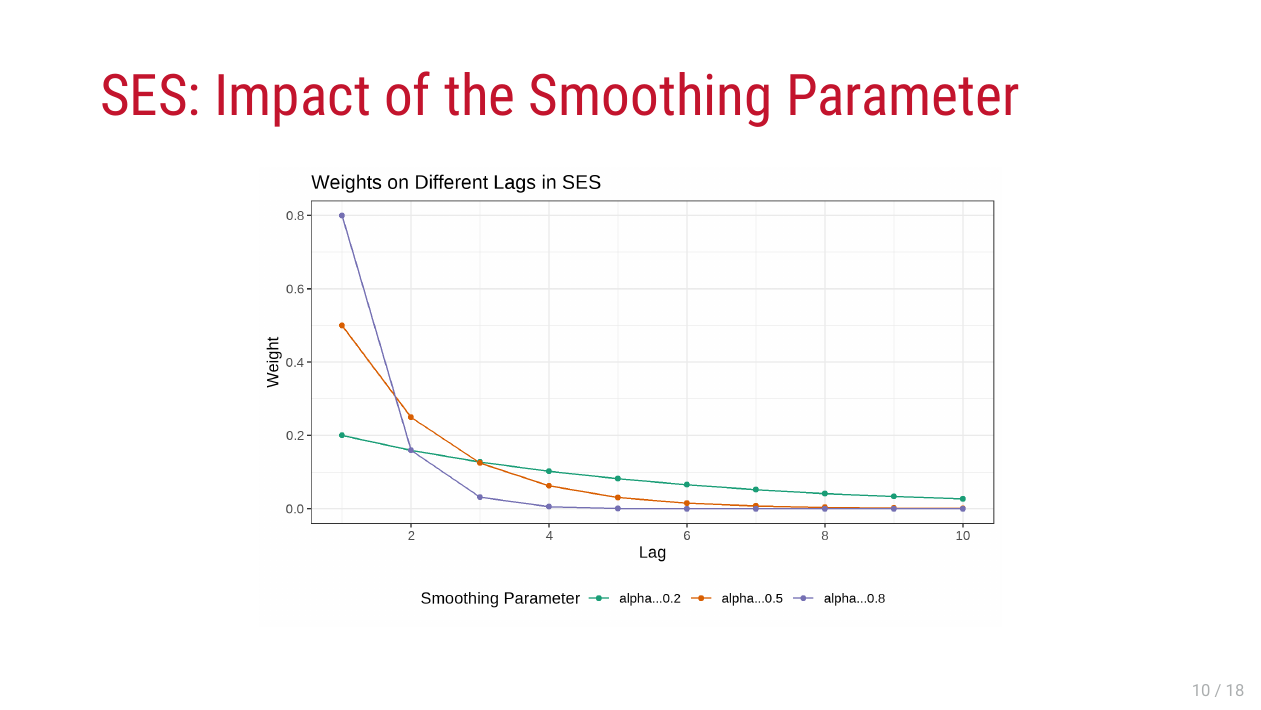 SES: Impact of the Smoothing Parameter
Weights on Different Lags in SES
0.8
0.6
0.4
0.2
0.0
Weight
2 4 6 8 10
Lag
Smoothing Parameter alpha...0.2 alpha...0.5 alpha...0.8
10 / 18